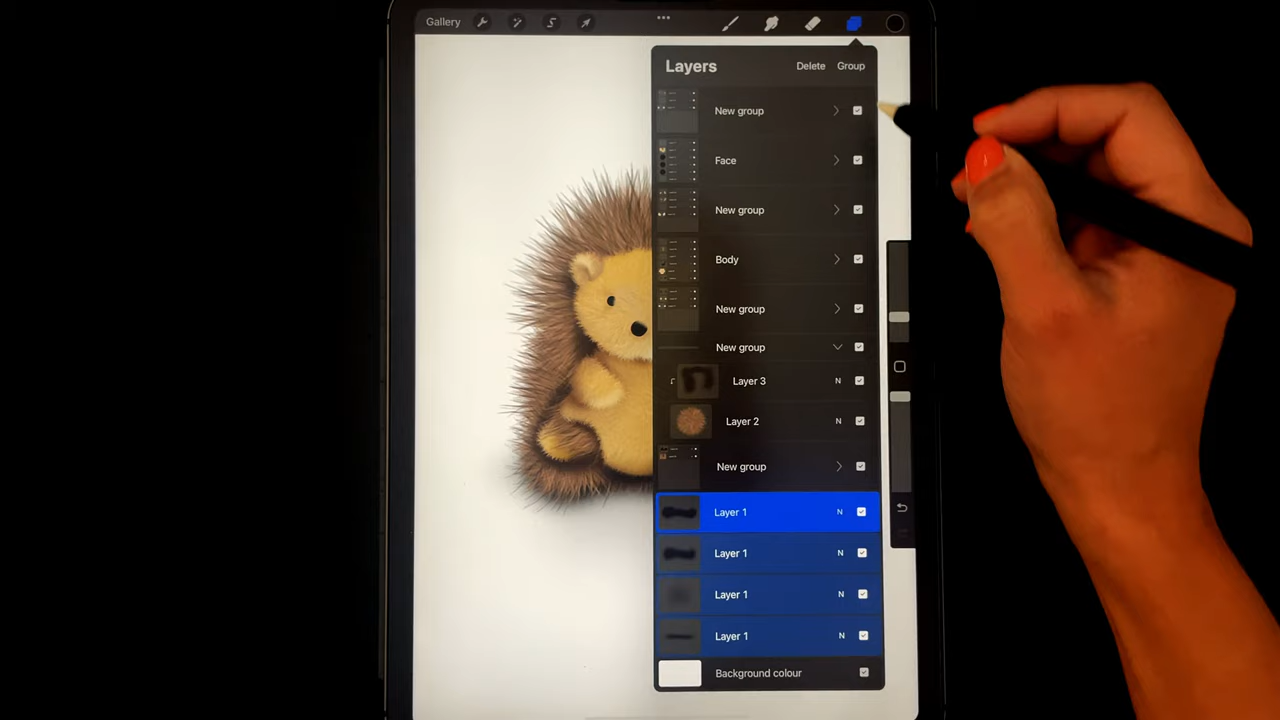 Gallery
Layers Delete Group
New group
Face
New group
Body
New group
New group
Layer 3 N
Layer 2 N
New group
Layer 1 N
Layer 1 N
Layer 1 N
Layer 1 N
Background colour